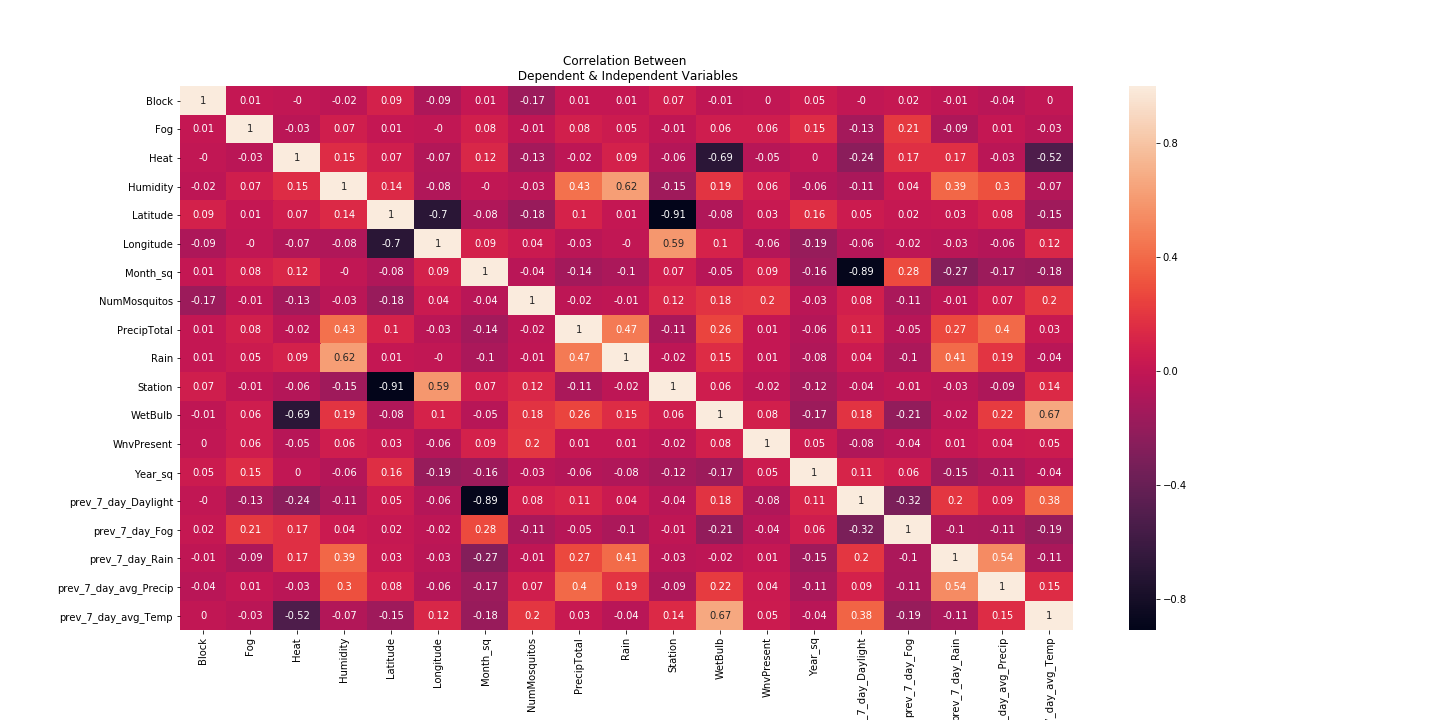 Correlation Between
Dependent & Independent Variables
Block 1 0.01 -0 -0.02 0.09 -0.09 0.01 -0.17 0.01 0.01 0.07 -0.01 0 0.05 -0 0.02 -0.01 -0.04 0
Fog 0.01 1 -0.03 0.07 0.01 -0 0.08 -0.01 0.08 0.05 -0.01 0.06 0.06 0.15 -0.13 0.21 -0.09 0.01 -0.03
Heat -0 -0.03 1 0.15 0.07 -0.07 0.12 -0.13 -0.02 0.09 -0.06 -0.69 -0.05 0 -0.24 0.17 0.17 -0.03 -0.52
Humidity -0.02 0.07 0.15 1 0.14 -0.08 -0 -0.03 0.43 0.62 -0.15 0.19 0.06 -0.06 -0.11 0.04 0.39 0.3 -0.07
Latitude 0.09 0.01 0.07 0.14 1 -0.7 -0.08 -0.18 0.1 0.01 -0.91 -0.08 0.03 0.16 0.05 0.02 0.03 0.08 -0.15
Longitude -0.09 -0 -0.07 -0.08 -0.7 1 0.09 0.04 -0.03 -0 0.59 0.1 -0.06 -0.19 -0.06 -0.02 -0.03 -0.06 0.12
Month_sq 0.01 0.08 0.12 -0 -0.08 0.09 1 -0.04 -0.14 -0.1 0.07 -0.05 0.09 -0.16 -0.89 0.28 -0.27 -0.17 -0.18
NumMosquitos -0.17 -0.01 -0.13 -0.03 -0.18 0.04 -0.04 1 -0.02 -0.01 0.12 0.18 0.2 -0.03 0.08 -0.11 -0.01 0.07 0.2
PrecipTotal 0.01 0.08 -0.02 0.43 0.1 -0.03 -0.14 -0.02 1 0.47 -0.11 0.26 0.01 -0.06 0.11 -0.05 0.27 0.4 0.03
Rain 0.01 0.05 0.09 0.62 0.01 -0 -0.1 -0.01 0.47 1 -0.02 0.15 0.01 -0.08 0.04 -0.1 0.41 0.19 -0.04
Station 0.07 -0.01 -0.06 -0.15 -0.91 0.59 0.07 0.12 -0.11 -0.02 1 0.06 -0.02 -0.12 -0.04 -0.01 -0.03 -0.09 0.14
WetBulb -0.01 0.06 -0.69 0.19 -0.08 0.1 -0.05 0.18 0.26 0.15 0.06 1 0.08 -0.17 0.18 -0.21 -0.02 0.22 0.67
WnvPresent 0 0.06 -0.05 0.06 0.03 -0.06 0.09 0.2 0.01 0.01 -0.02 0.08 1 0.05 -0.08 -0.04 0.01 0.04 0.05
Year_sq 0.05 0.15 0 -0.06 0.16 -0.19 -0.16 -0.03 -0.06 -0.08 -0.12 -0.17 0.05 1 0.11 0.06 -0.15 -0.11 -0.04
prev_7_day_Daylight -0 -0.13 -0.24 -0.11 0.05 -0.06 -0.89 0.08 0.11 0.04 -0.04 0.18 -0.08 0.11 1 -0.32 0.2 0.09 0.38
prev_7_day_Fog 0.02 0.21 0.17 0.04 0.02 -0.02 0.28 -0.11 -0.05 -0.1 -0.01 -0.21 -0.04 0.06 -0.32 1 -0.1 -0.11 -0.19
prev_7_day_Rain -0.01 -0.09 0.17 0.39 0.03 -0.03 -0.27 -0.01 0.27 0.41 -0.03 -0.02 0.01 -0.15 0.2 -0.1 1 0.54 -0.11
prev_7_day_avg_Precip -0.04 0.01 -0.03 0.3 0.08 -0.06 -0.17 0.07 0.4 0.19 -0.09 0.22 0.04 -0.11 0.09 -0.11 0.54 1 0.15
prev_7_day_avg_Temp 0 -0.03 -0.52 -0.07 -0.15 0.12 -0.18 0.2 0.03 -0.04 0.14 0.67 0.05 -0.04 0.38 -0.19 -0.11 0.15 1
Block
Fog
Heat
Humidity
Latitude
Longitude
Month_sq
NumMosquitos
PrecipTotal
Rain
Station
WetBulb
WnvPresent
Year_sq
_7_day_Daylight
prev_7_day_Fog
prev_7_day_Rain
_day_avg_Precip
_day_avg_Temp
0.8
0.4
0.0
−0.4
−0.8